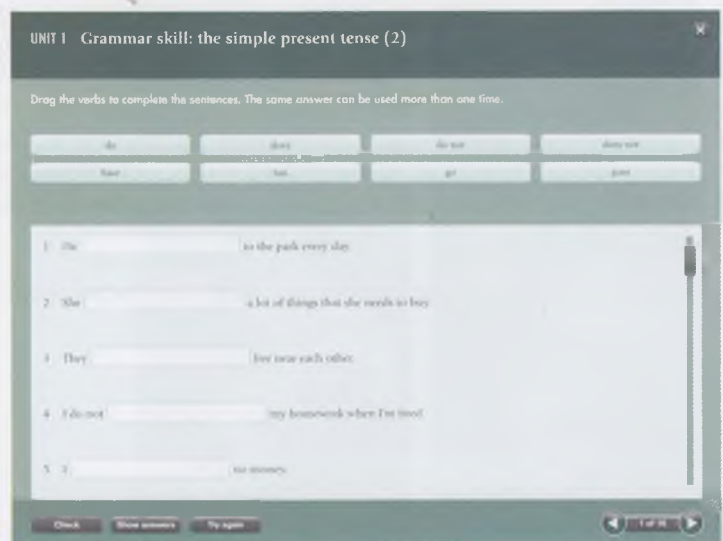 UNIT 1 Grammar skill: the simple present tense (2)
Drag the verbs to complete the sentences. The same answer can be used more than one time.
do does do not does not
have has go goes
1 He to the park every day.
2 She a lot of things that she needs to buy.
3 They live near each other.
4 I do not my homework when I'm tired.
5 I no money.
Check Show answers Try again
1 of